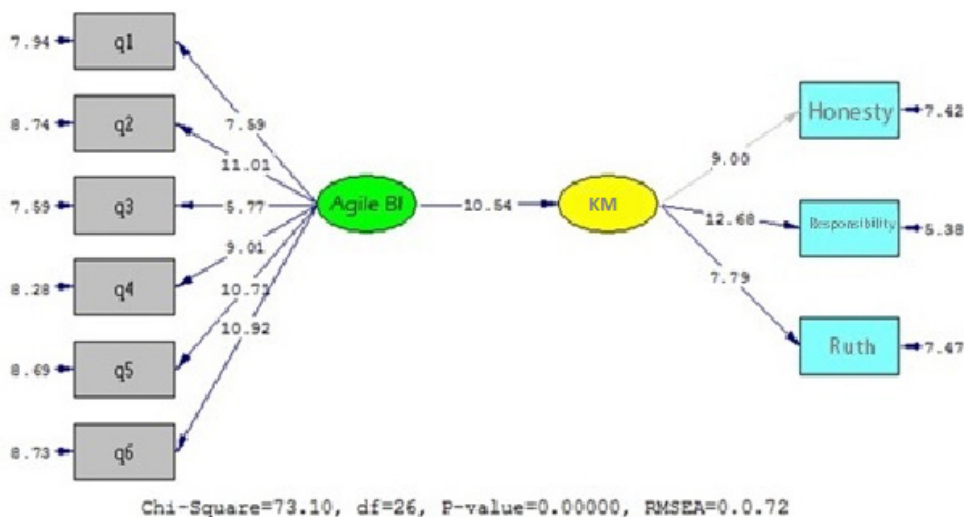 7.94 q1
7.59
Honesty 7.42
8.74 q2
11.01
9.00
7.59 q3 5.77 Agile BI 10.54 KM
12.68 Responsibility 5.38
9.01
8.28 q4
10.71
7.79
10.92
Ruth 7.47
8.69 q5
8.73 q6
Chi-Square=73.10, df=26, P-value=0.00000, RMSEA=0.0.72